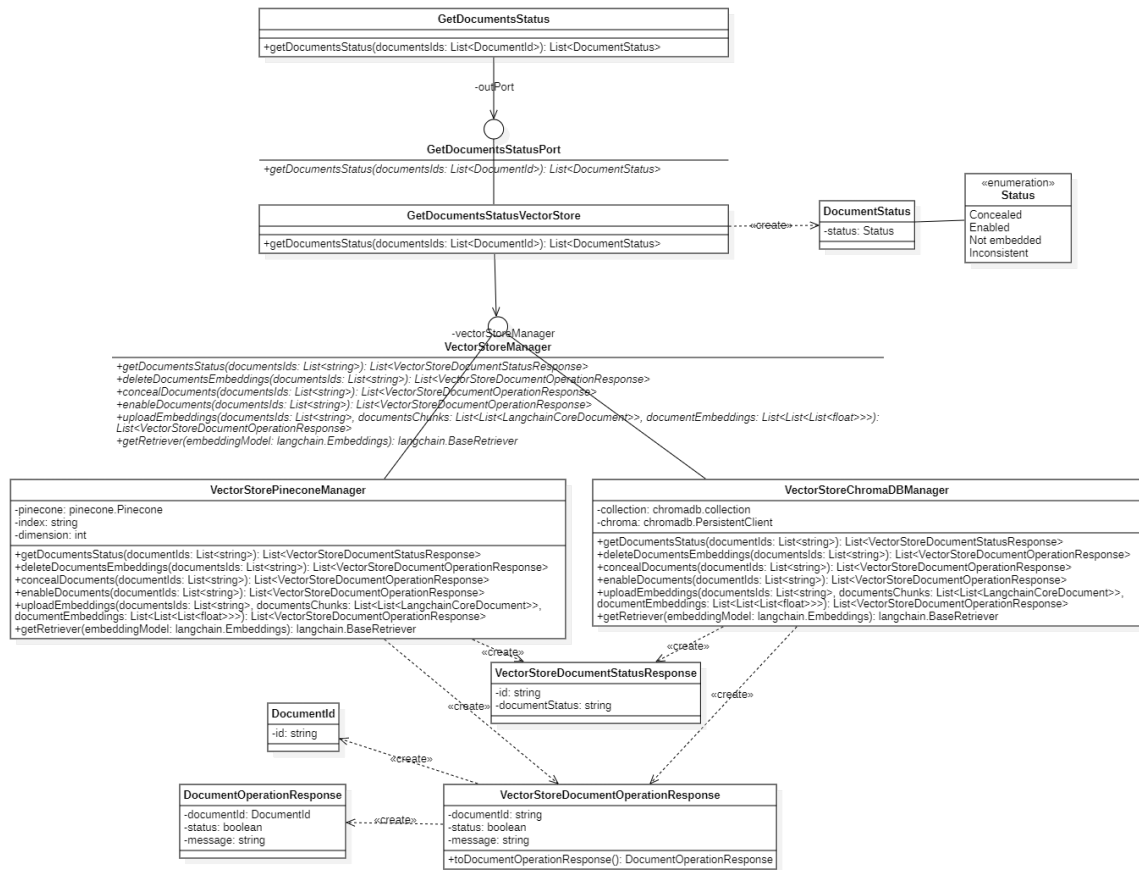 GetDocumentsStatus
+getDocumentsStatus(documentsIds: List<DocumentId>): List<DocumentStatus>
-outPort
GetDocumentsStatusPort
+getDocumentsStatus(documentsIds: List<DocumentId>): List<DocumentStatus>
GetDocumentsStatusVectorStore
+getDocumentsStatus(documentsIds: List<DocumentId>): List<DocumentStatus>
«create»
DocumentStatus
-status: Status
«enumeration»
Status
Concealed
Enabled
Not embedded
Inconsistent
-vectorStoreManager
VectorStoreManager
+getDocumentsStatus(documentsIds: List<string>): List<VectorStoreDocumentStatusResponse>
+deleteDocumentsEmbeddings(documentsIds: List<string>): List<VectorStoreDocumentOperationResponse>
+concealDocuments(documentsIds: List<string>): List<VectorStoreDocumentOperationResponse>
+enableDocuments(documentsIds: List<string>): List<VectorStoreDocumentOperationResponse>
+uploadEmbeddings(documentsIds: List<string>, documentsChunks: List<List<LangchainCoreDocument>>, documentEmbeddings: List<List<List<float>>>):
List<VectorStoreDocumentOperationResponse>
+getRetriever(embeddingModel: langchain.Embeddings): langchain.BaseRetriever
VectorStorePineconeManager
-pinecone: pinecone.Pinecone
-index: string
-dimension: int
+getDocumentsStatus(documentIds: List<string>): List<VectorStoreDocumentStatusResponse>
+deleteDocumentsEmbeddings(documentsIds: List<string>): List<VectorStoreDocumentOperationResponse>
+concealDocuments(documentIds: List<string>): List<VectorStoreDocumentOperationResponse>
+enableDocuments(documentIds: List<string>): List<VectorStoreDocumentOperationResponse>
+uploadEmbeddings(documentsIds: List<string>, documentsChunks: List<List<LangchainCoreDocument>>,
documentEmbeddings: List<List<List<float>>>): List<VectorStoreDocumentOperationResponse>
+getRetriever(embeddingModel: langchain.Embeddings): langchain.BaseRetriever
VectorStoreChromaDBManager
-collection: chromadb.collection
-chroma: chromadb.PersistentClient
+getDocumentsStatus(documentIds: List<string>): List<VectorStoreDocumentStatusResponse>
+deleteDocumentsEmbeddings(documentsIds: List<string>): List<VectorStoreDocumentOperationResponse>
+concealDocuments(documentIds: List<string>): List<VectorStoreDocumentOperationResponse>
+enableDocuments(documentIds: List<string>): List<VectorStoreDocumentOperationResponse>
+uploadEmbeddings(documentsIds: List<string>, documentsChunks: List<List<LangchainCoreDocument>>,
documentEmbeddings: List<List<List<float>>>): List<VectorStoreDocumentOperationResponse>
+getRetriever(embeddingModel: langchain.Embeddings): langchain.BaseRetriever
«create»
«create»
VectorStoreDocumentStatusResponse
-id: string
-documentStatus: string
«create»
«create»
DocumentId
-id: string
«create»
DocumentOperationResponse
-documentId: DocumentId
-status: boolean
-message: string
«create»
VectorStoreDocumentOperationResponse
-documentId: string
-status: boolean
-message: string
+toDocumentOperationResponse(): DocumentOperationResponse